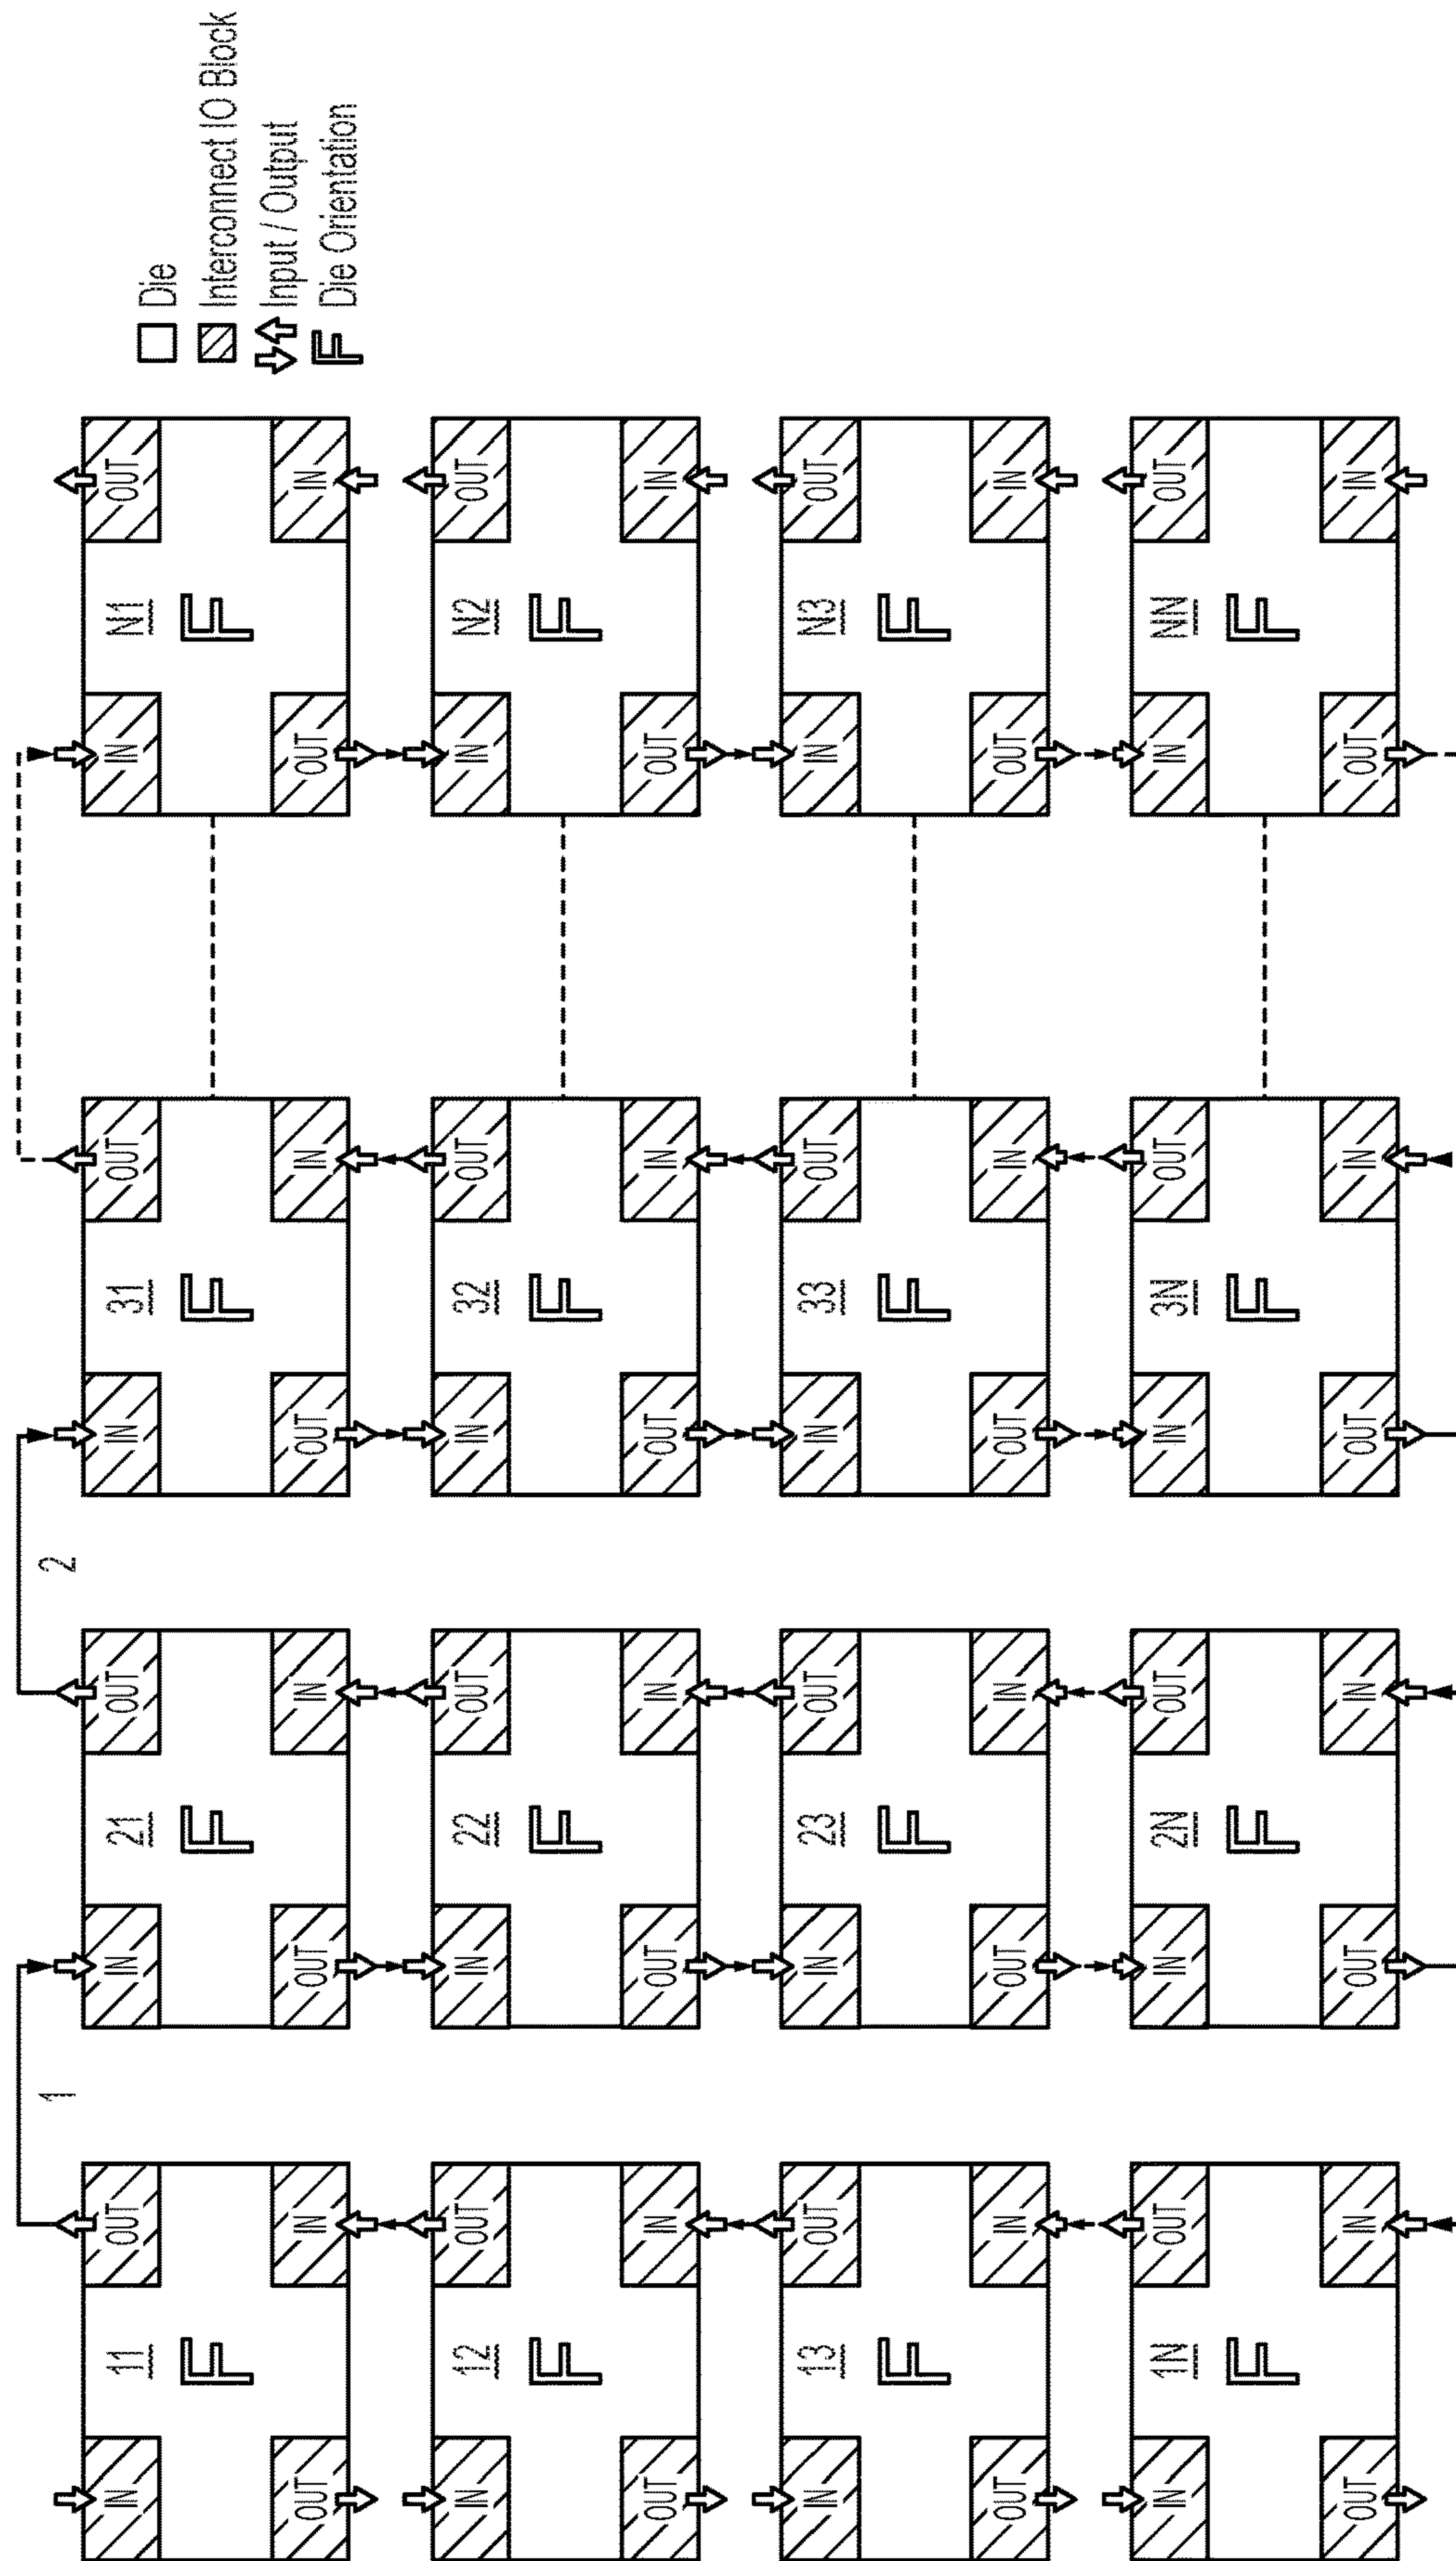 1 2
IN 11 OUT IN 21 OUT IN 31 OUT IN N1 OUT
F F F F
OUT IN OUT IN OUT IN OUT IN
IN 12 OUT IN 22 OUT IN 32 OUT IN N2 OUT
F F F F
OUT IN OUT IN OUT IN OUT IN
IN 13 OUT IN 23 OUT IN 33 OUT IN N3 OUT
F F F F
OUT IN OUT IN OUT IN OUT IN
IN 1N OUT IN 2N OUT IN 3N OUT IN NN OUT
F F F F
OUT IN OUT IN OUT IN OUT IN
Die
Interconnect IO Block
Input / Output
F Die Orientation